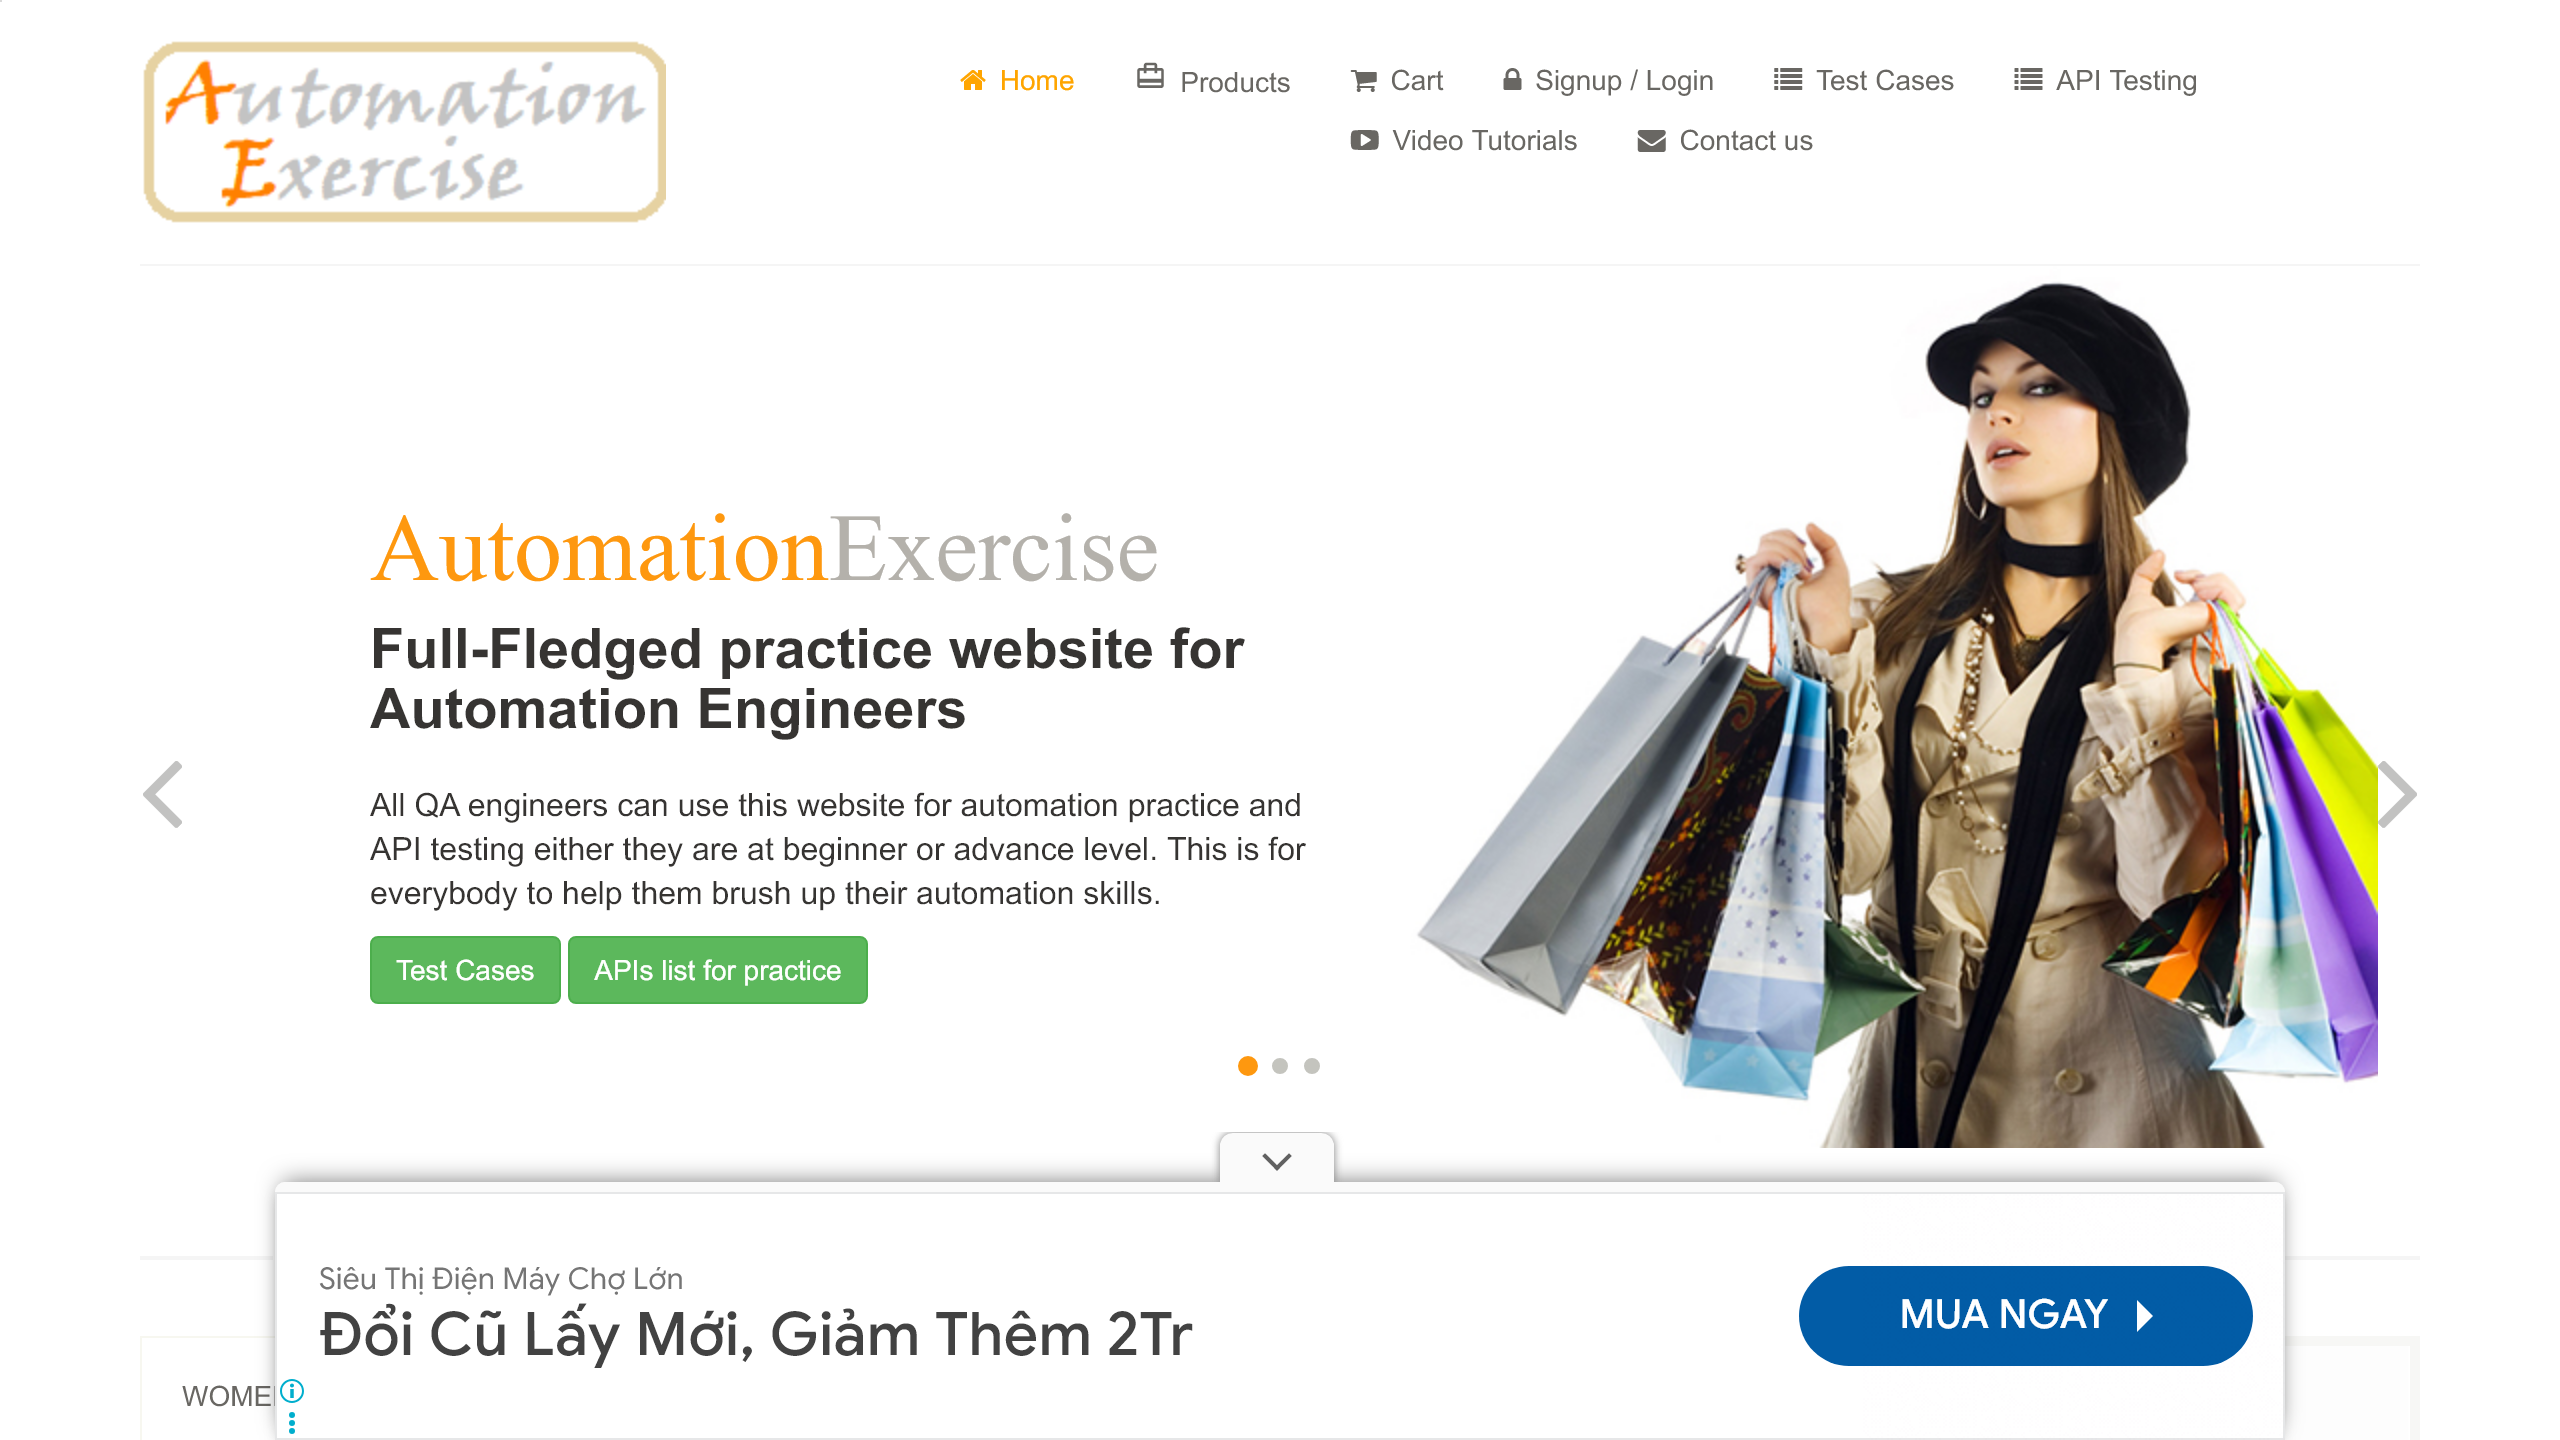 Automation
Exercise
Home
Products
Cart
Signup / Login
Test Cases
API Testing
Video Tutorials
Contact us
AutomationExercise
Full-Fledged practice website for
Automation Engineers
All QA engineers can use this website for automation practice and
API testing either they are at beginner or advance level. This is for
everybody to help them brush up their automation skills.
Test Cases
APIs list for practice
Siêu Thị Điện Máy Chợ Lớn
Đổi Cũ Lấy Mới, Giảm Thêm 2Tr
MUA NGAY